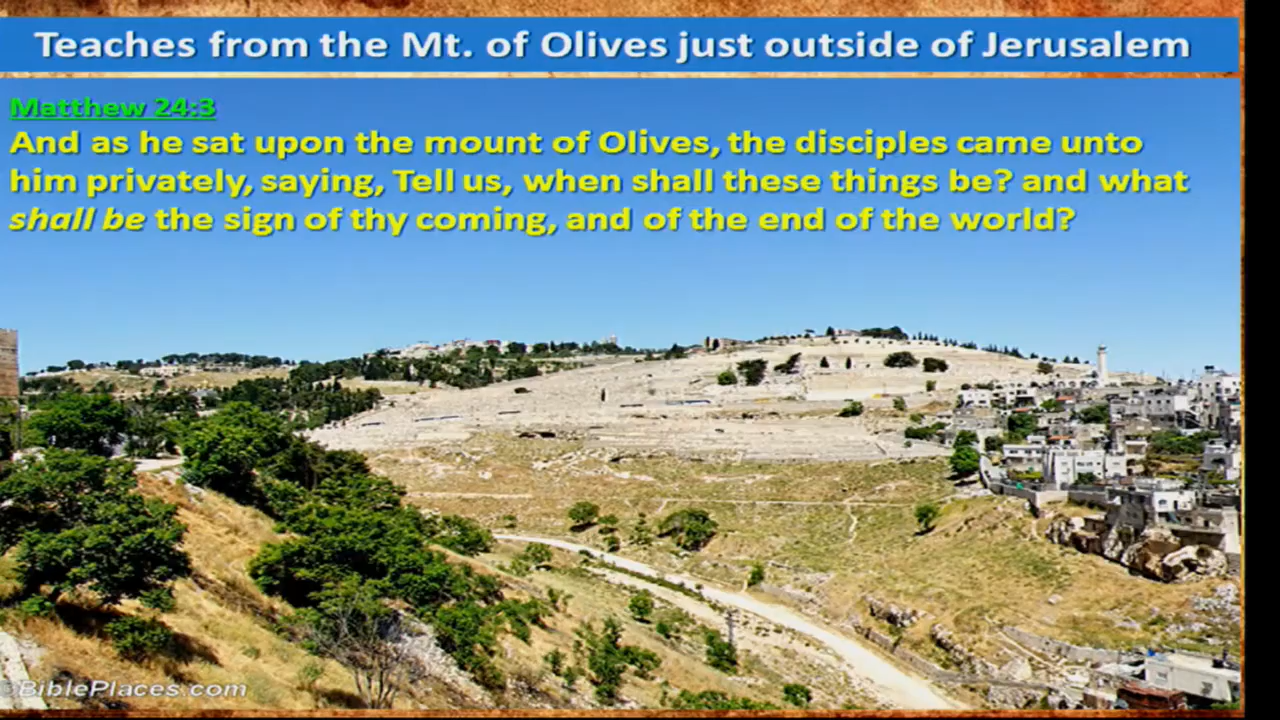 Teaches from the Mt. of Olives just outside of Jerusalem
Matthew 24:3
And as he sat upon the mount of Olives, the disciples came unto
him privately, saying, Tell us, when shall these things be? and what
shall be the sign of thy coming, and of the end of the world?
©BiblePlaces.com